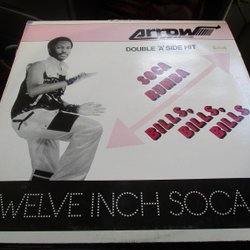 ARROW
DOUBLE 'A' SIDE HIT
SOCA
RUMBA
BILLS, BILLS,
BILLS
WELVE INCH SOCA